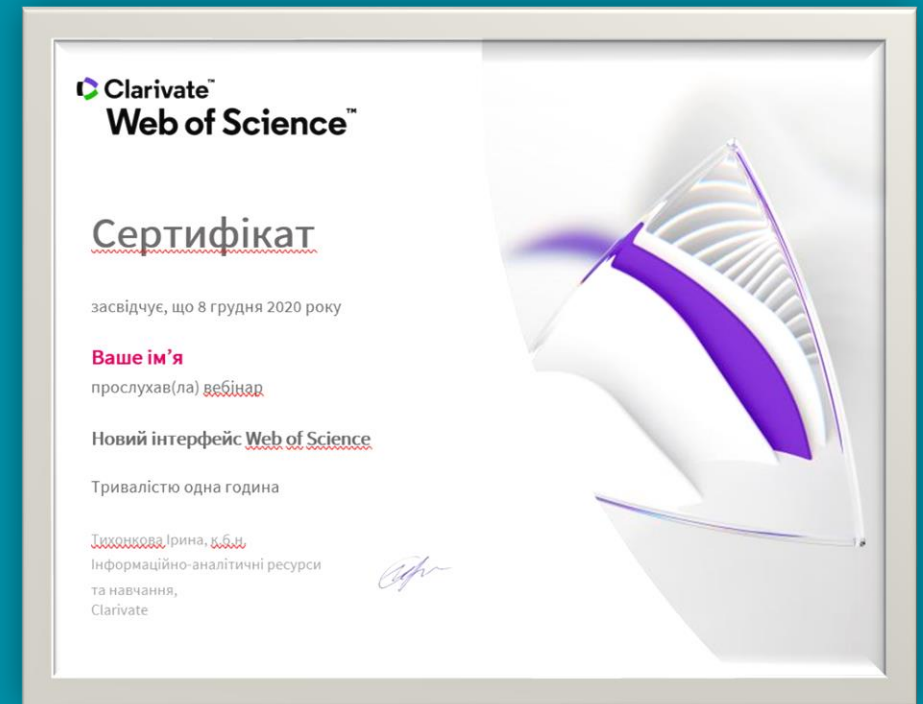 Clarivate™
Web of Science™
Сертифікат
засвідчує, що 8 грудня 2020 року
Ваше ім’я
прослухав(ла) вебінар
Новий інтерфейс Web of Science
Тривалістю одна година
Тихонкова Ірина, к.б.н.
Інформаційно-аналітичні ресурси
та навчання,
Clarivate